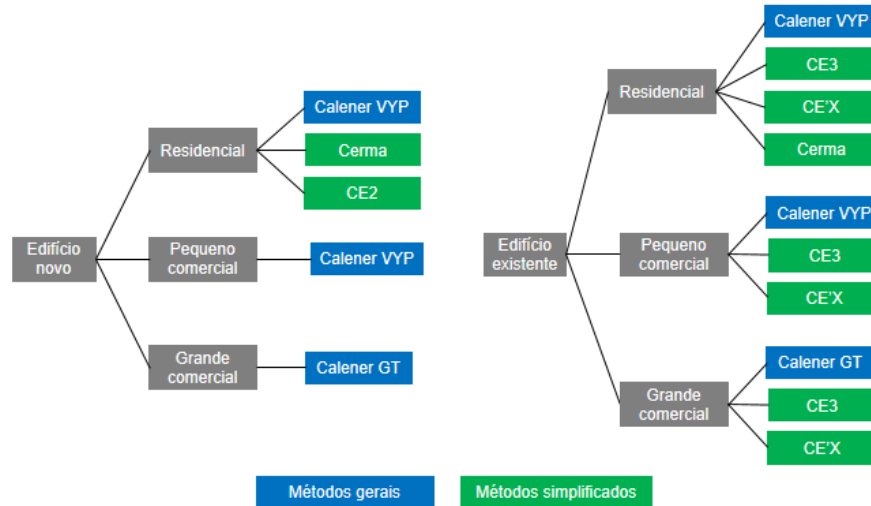 Edifício
novo
Residencial
Calener VYP
Cerma
CE2
Pequeno
comercial
Calener VYP
Grande
comercial
Calener GT
Edifício
existente
Residencial
Calener VYP
CE3
CE'X
Cerma
Pequeno
comercial
Calener VYP
CE3
CE'X
Grande
comercial
Calener GT
CE3
CE'X
Métodos gerais
Métodos simplificados